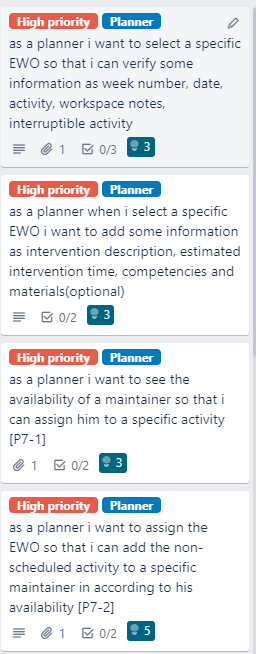 High priority Planner
as a planner i want to select a specific
EWO so that i can verify some
information as week number, date,
activity, workspace notes,
interruptible activity
1 0/3 3
High priority Planner
as a planner when i select a specific
EWO i want to add some information
as intervention description, estimated
intervention time, competencies and
materials(optional)
0/2 3
High priority Planner
as a planner i want to see the
availability of a maintainer so that i
can assign him to a specific activity
[P7-1]
1 0/2 3
High priority Planner
as a planner i want to assign the
EWO so that i can add the non-
scheduled activity to a specific
maintainer in according to his
availability [P7-2]
1 0/2 5